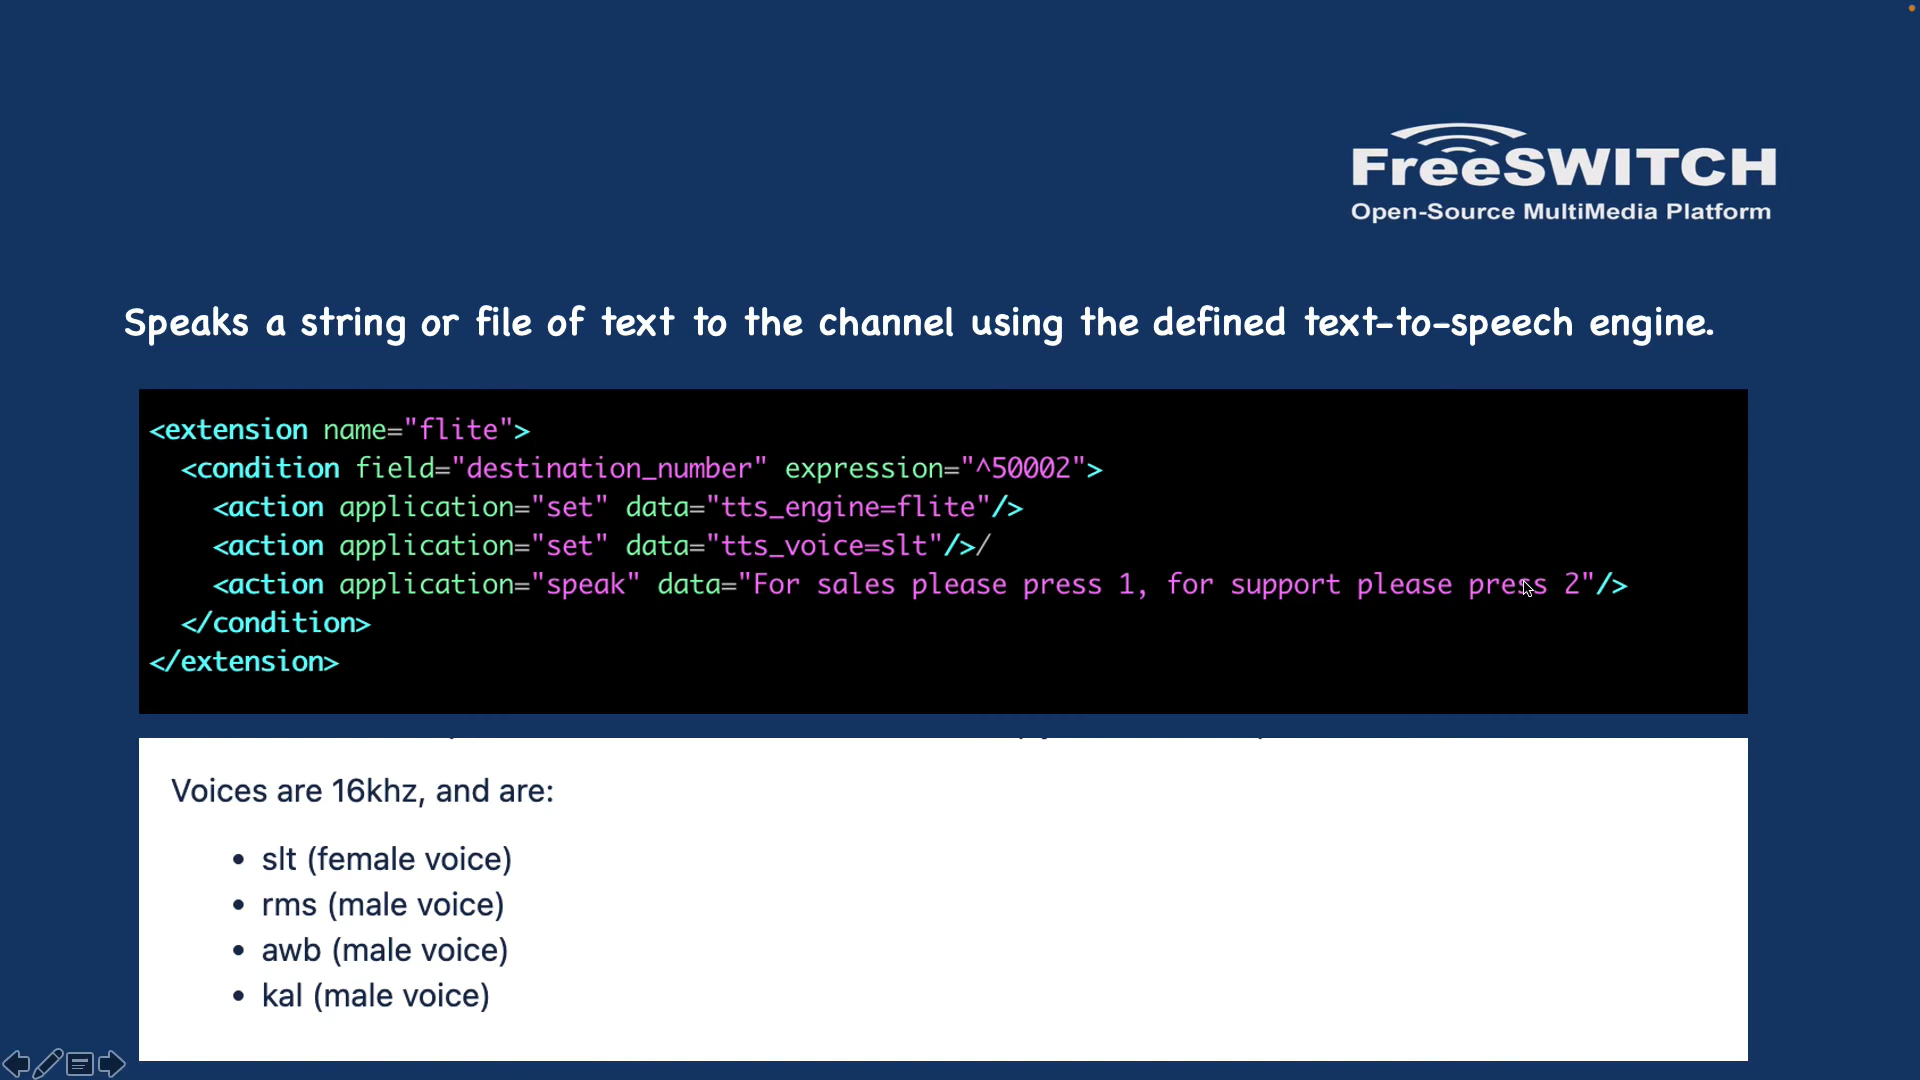 FreeSWITCH
Open-Source MultiMedia Platform
Speaks a string or file of text to the channel using the defined text-to-speech engine.
<extension name="flite">
  <condition field="destination_number" expression="^50002">
    <action application="set" data="tts_engine=flite"/>
    <action application="set" data="tts_voice=slt"/>/
    <action application="speak" data="For sales please press 1, for support please press 2"/>
  </condition>
</extension>
Voices are 16khz, and are:
• slt (female voice)
• rms (male voice)
• awb (male voice)
• kal (male voice)